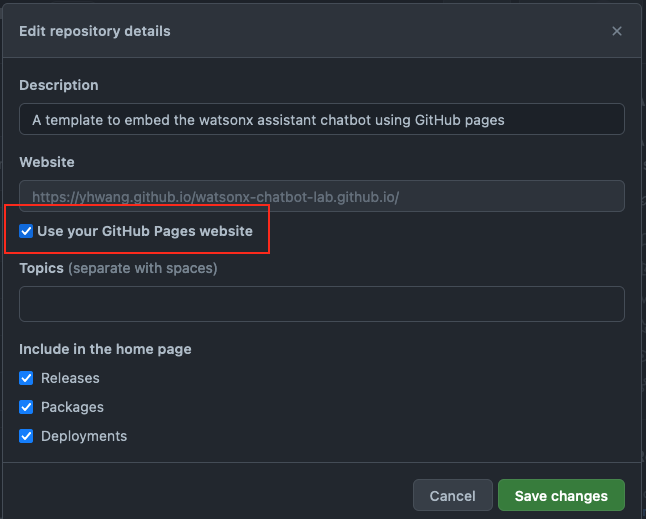 Edit repository details
Description
A template to embed the watsonx assistant chatbot using GitHub pages
Website
https://yhwang.github.io/watsonx-chatbot-lab.github.io/
Use your GitHub Pages website
Topics (separate with spaces)
Include in the home page
Releases
Packages
Deployments
Cancel
Save changes